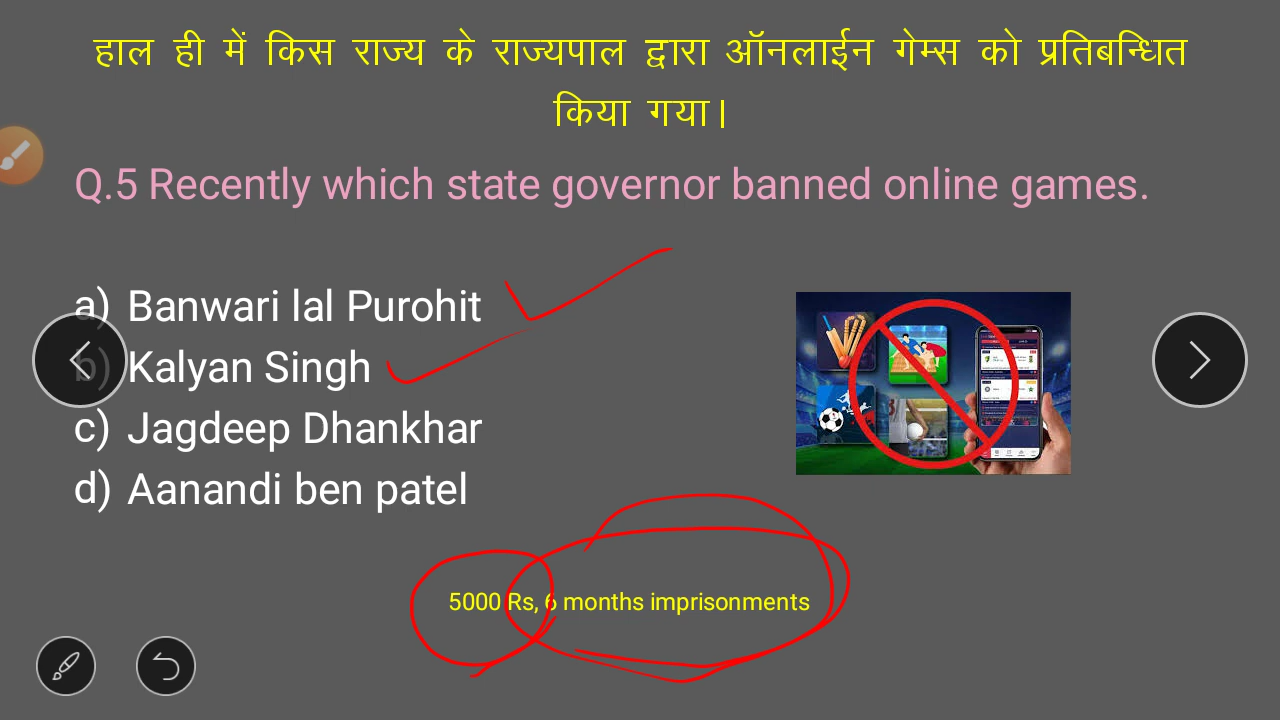 हाल ही में किस राज्य के राज्यपाल द्वारा ऑनलाईन गेम्स को प्रतिबन्धित
किया गया।
Q.5 Recently which state governor banned online games.
a) Banwari lal Purohit
b) Kalyan Singh
c) Jagdeep Dhankhar
d) Aanandi ben patel
5000 Rs, 6 months imprisonments